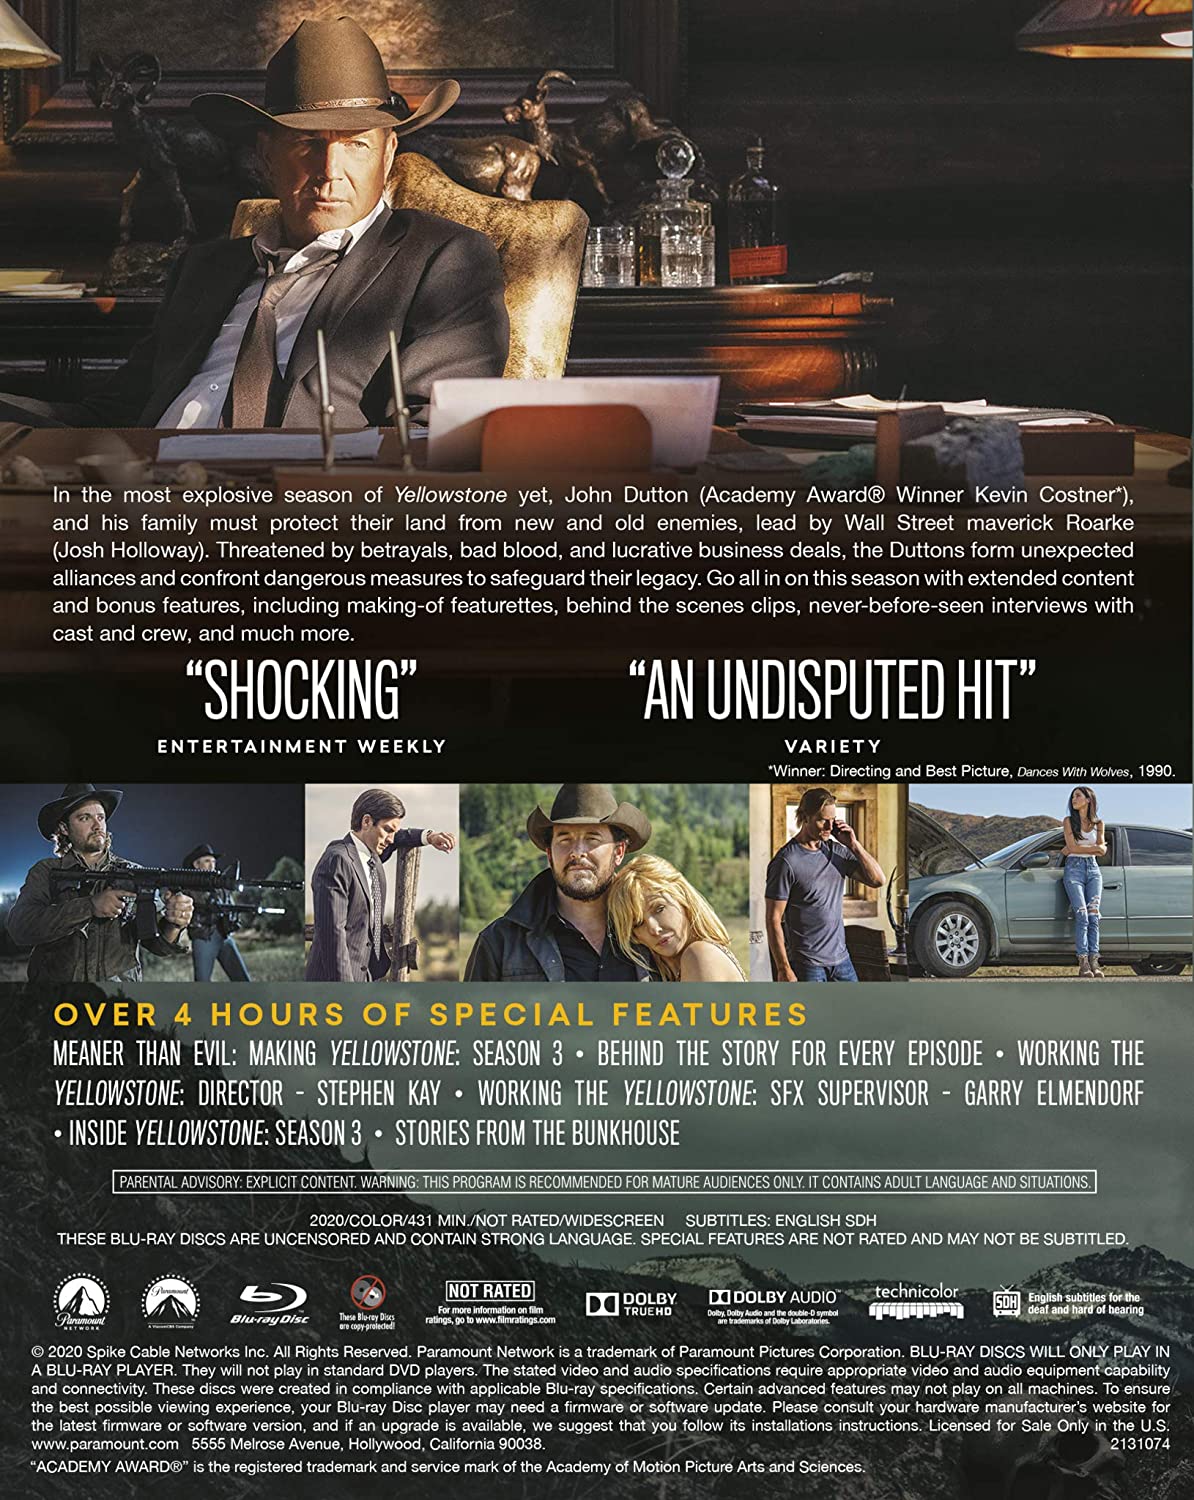 In the most explosive season of Yellowstone yet, John Dutton (Academy Award® Winner Kevin Costner*),
and his family must protect their land from new and old enemies, lead by Wall Street maverick Roarke
(Josh Holloway). Threatened by betrayals, bad blood, and lucrative business deals, the Duttons form unexpected
alliances and confront dangerous measures to safeguard their legacy. Go all in on this season with extended content
and bonus features, including making-of featurettes, behind the scenes clips, never-before-seen interviews with
cast and crew, and much more.
“SHOCKING”
ENTERTAINMENT WEEKLY
“AN UNDISPUTED HIT”
VARIETY
*Winner: Directing and Best Picture, Dances With Wolves, 1990.
OVER 4 HOURS OF SPECIAL FEATURES
MEANER THAN EVIL: MAKING YELLOWSTONE: SEASON 3 • BEHIND THE STORY FOR EVERY EPISODE • WORKING THE
YELLOWSTONE: DIRECTOR - STEPHEN KAY • WORKING THE YELLOWSTONE: SFX SUPERVISOR - GARRY ELMENDORF
• INSIDE YELLOWSTONE: SEASON 3 • STORIES FROM THE BUNKHOUSE
PARENTAL ADVISORY: EXPLICIT CONTENT. WARNING: THIS PROGRAM IS RECOMMENDED FOR MATURE AUDIENCES ONLY. IT CONTAINS ADULT LANGUAGE AND SITUATIONS.
2020/COLOR/431 MIN./NOT RATED/WIDESCREEN SUBTITLES: ENGLISH SDH
THESE BLU-RAY DISCS ARE UNCENSORED AND CONTAIN STRONG LANGUAGE. SPECIAL FEATURES ARE NOT RATED AND MAY NOT BE SUBTITLED.
Paramount
NETWORK
Paramount
A ViacomCBS Company
Blu-ray Disc™
These Blu-ray Discs
are copy-protected!
NOT RATED
For more information on film
ratings, go to www.filmratings.com
DOLBY
TRUEHD
DOLBY AUDIO™
Dolby, Dolby Audio and the double-D symbol
are trademarks of Dolby Laboratories.
technicolor
SDH
English subtitles for the
deaf and hard of hearing
© 2020 Spike Cable Networks Inc. All Rights Reserved. Paramount Network is a trademark of Paramount Pictures Corporation. BLU-RAY DISCS WILL ONLY PLAY IN
A BLU-RAY PLAYER. They will not play in standard DVD players. The stated video and audio specifications require appropriate video and audio equipment capability
and connectivity. These discs were created in compliance with applicable Blu-ray specifications. Certain advanced features may not play on all machines. To ensure
the best possible viewing experience, your Blu-ray Disc player may need a firmware or software update. Please consult your hardware manufacturer's website for
the latest firmware or software version, and if an upgrade is available, we suggest that you follow its installations instructions. Licensed for Sale Only in the U.S.
www.paramount.com 5555 Melrose Avenue, Hollywood, California 90038. 2131074
“ACADEMY AWARD®” is the registered trademark and service mark of the Academy of Motion Picture Arts and Sciences.